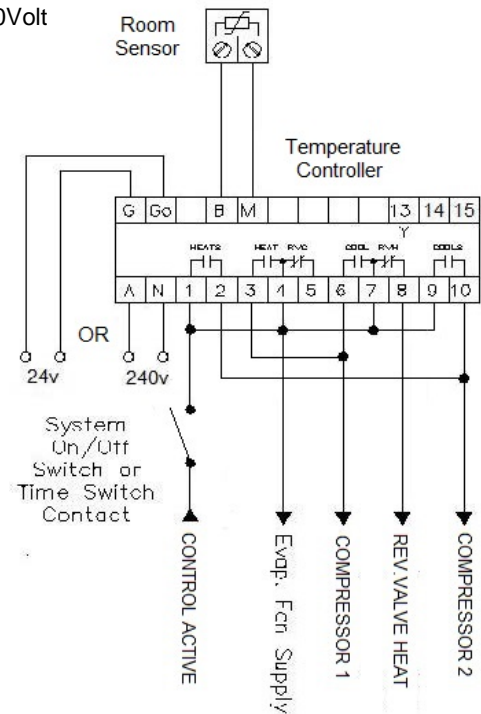 0Volt
Room
Sensor
Temperature
Controller
G Go B M 13 14 15
Y
HEAT2 HEAT RVC COOL RVH COOL2
A N 1 2 3 4 5 6 7 8 9 10
OR
24v 240v
System
On/Off
Switch or
Time Switch
Contact
CONTROL ACTIVE
Evap. Fan Supply
COMPRESSOR 1
REV.VALVE HEAT
COMPRESSOR 2